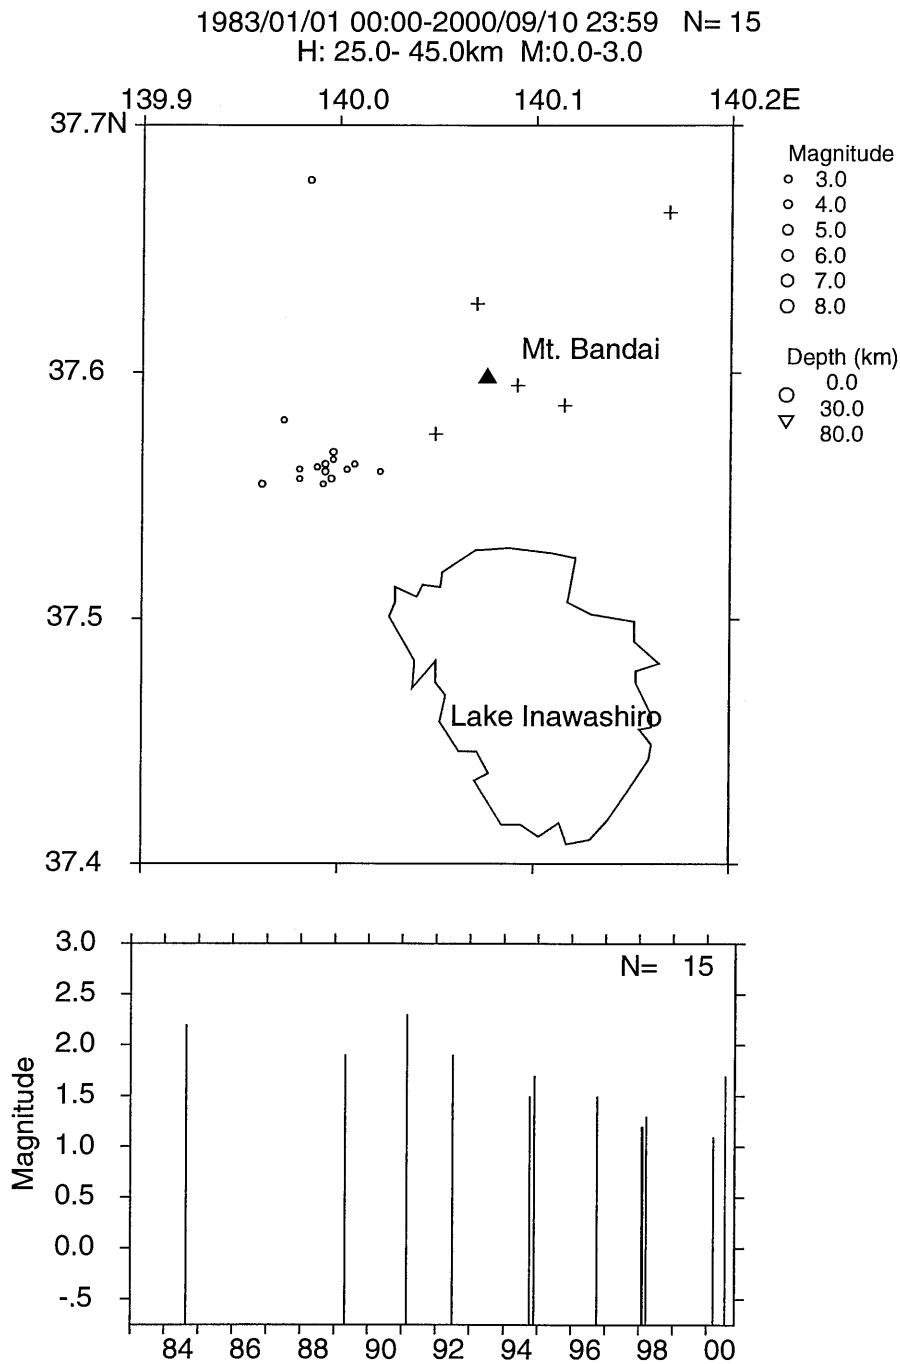 1983/01/01 00:00-2000/09/10 23:59 N= 15
H: 25.0- 45.0km M:0.0-3.0
139.9 140.0 140.1 140.2E
37.7N
Magnitude
3.0
4.0
5.0
6.0
7.0
8.0
Mt. Bandai
37.6
Depth (km)
0.0
30.0
80.0
37.5
Lake Inawashiro
37.4
3.0
N= 15
2.5
2.0
1.5
1.0
0.5
0.0
-.5
Magnitude
84 86 88 90 92 94 96 98 00